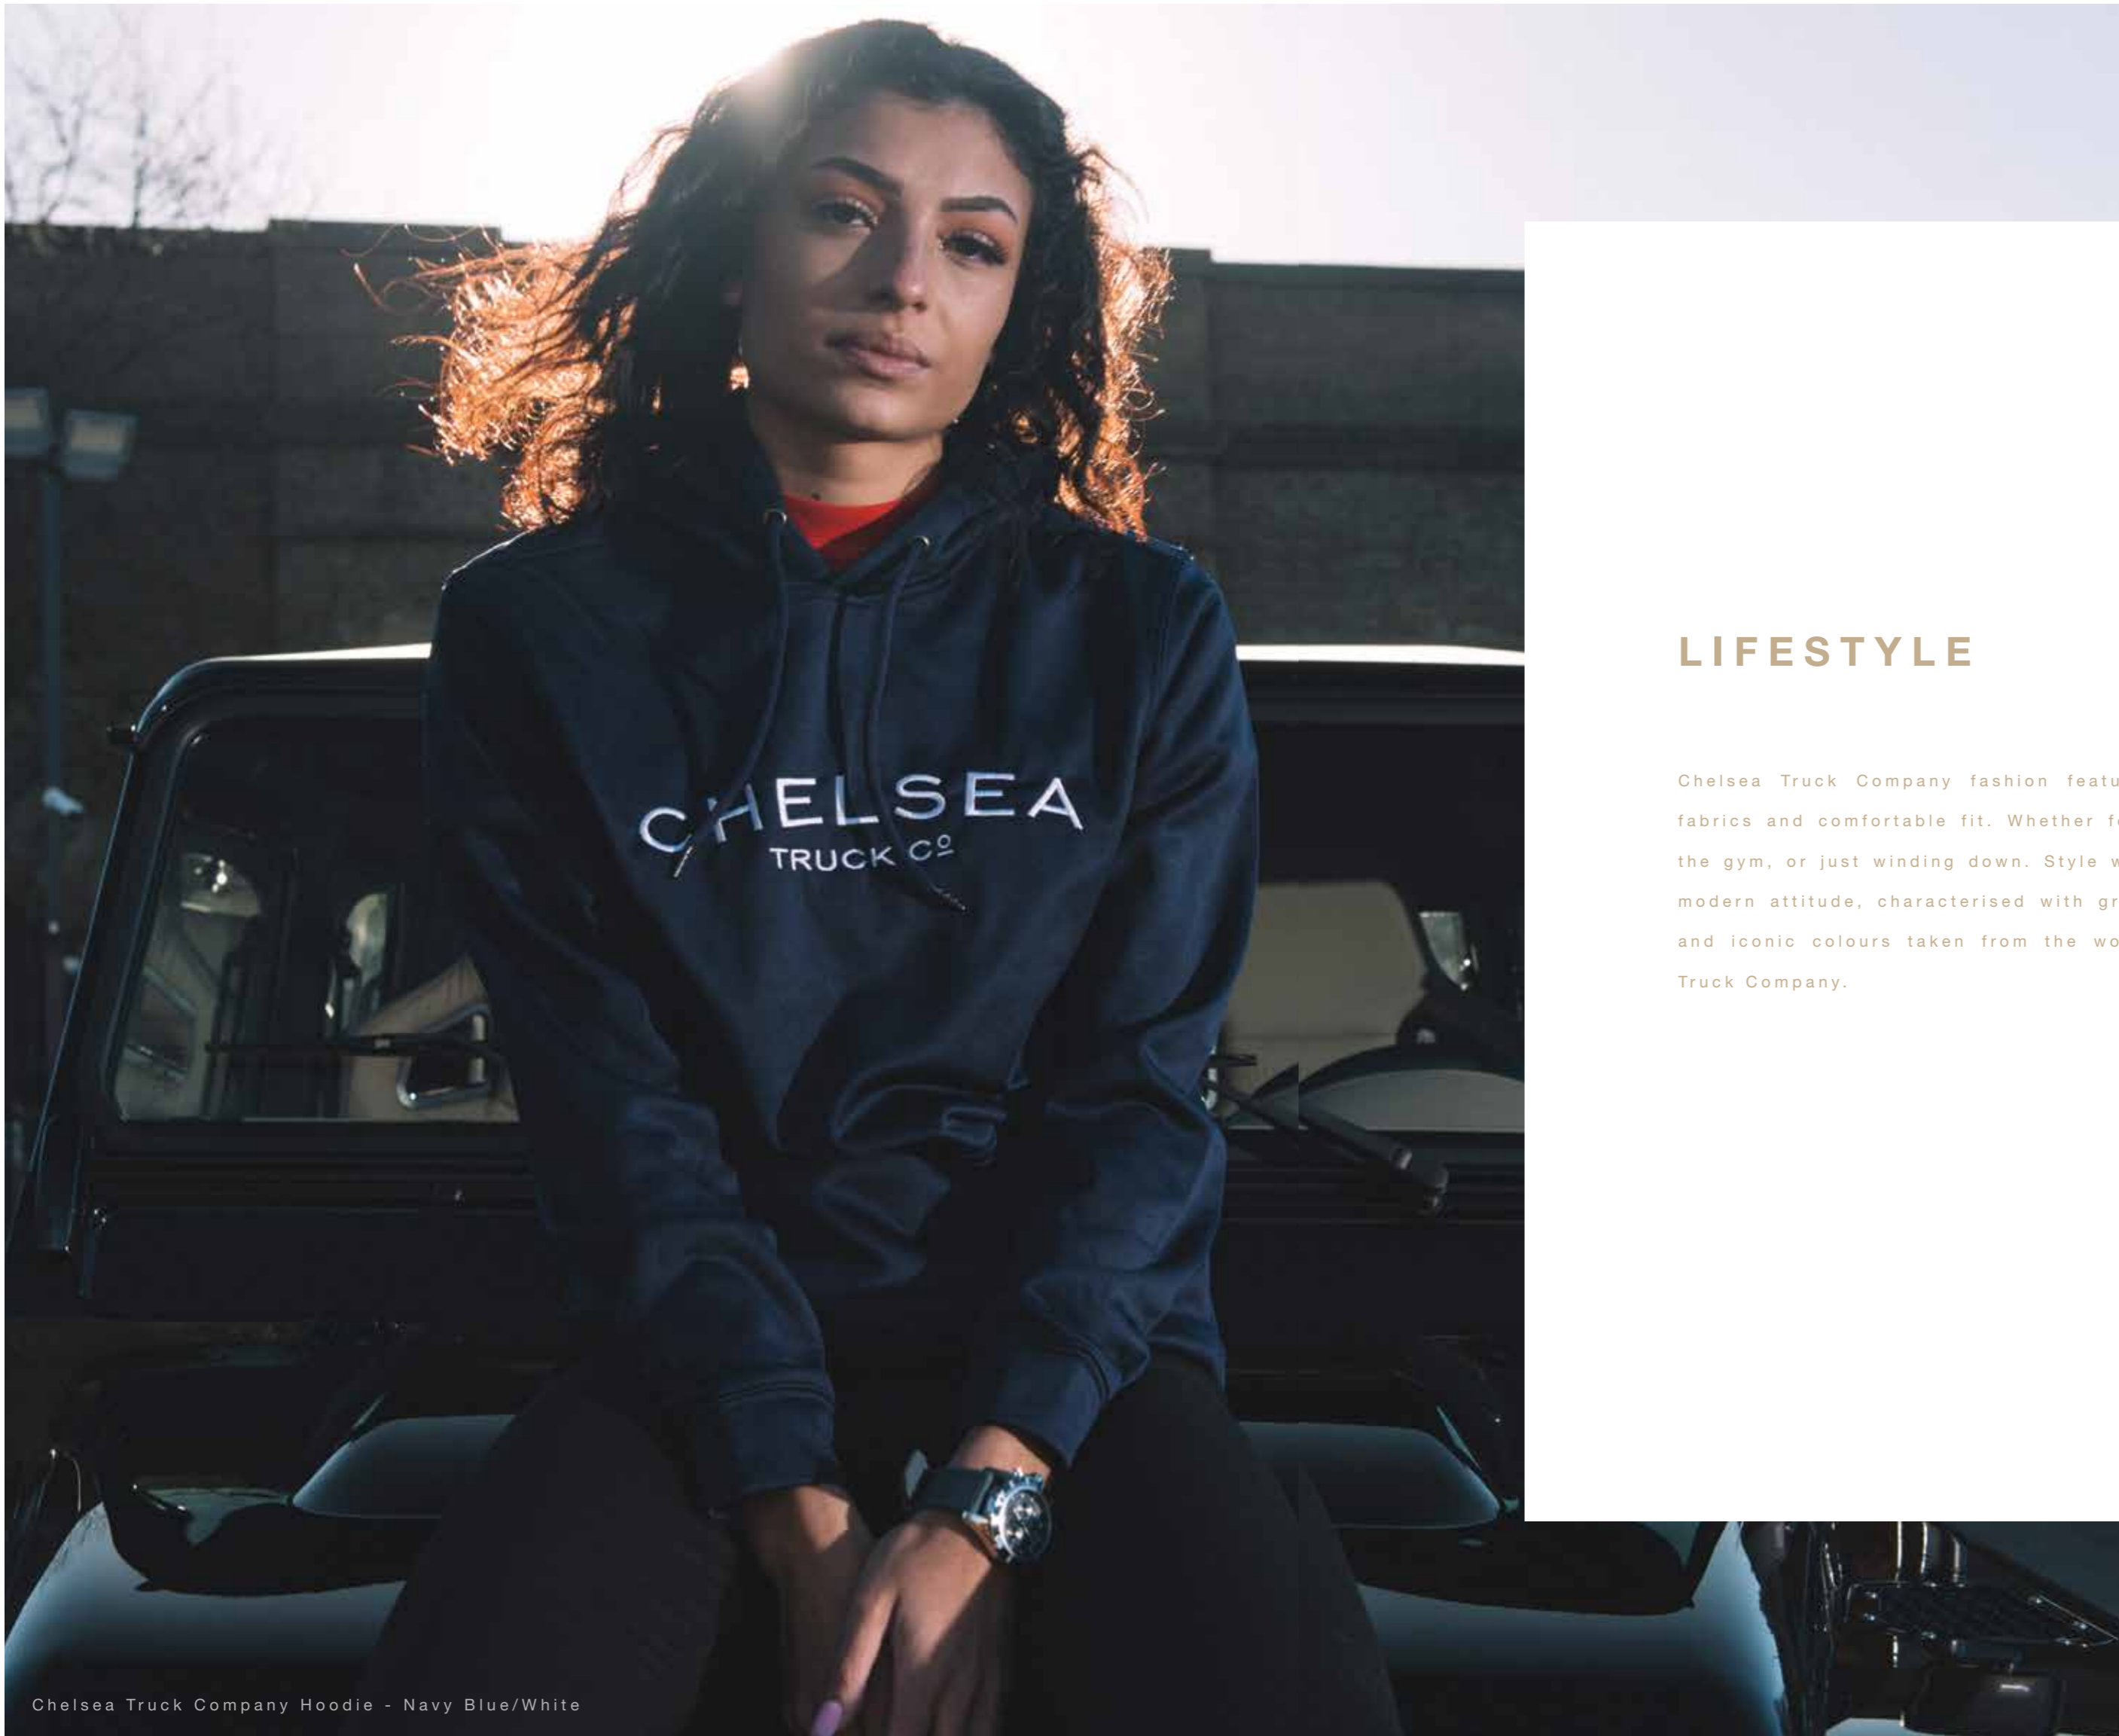 CHELSEA
TRUCK Cº
LIFESTYLE
Chelsea Truck Company fashion
fabrics and comfortable fit. Whether
the gym, or just winding down. Style
modern attitude, characterised with
and iconic colours taken from the
Truck Company.
Chelsea Truck Company Hoodie - Navy Blue/White